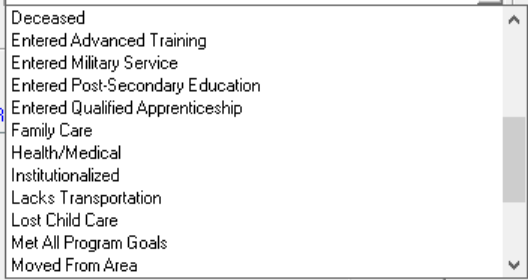 Deceased
Entered Advanced Training
Entered Military Service
Entered Post-Secondary Education
Entered Qualified Apprenticeship
Family Care
Health/Medical
Institutionalized
Lacks Transportation
Lost Child Care
Met All Program Goals
Moved From Area